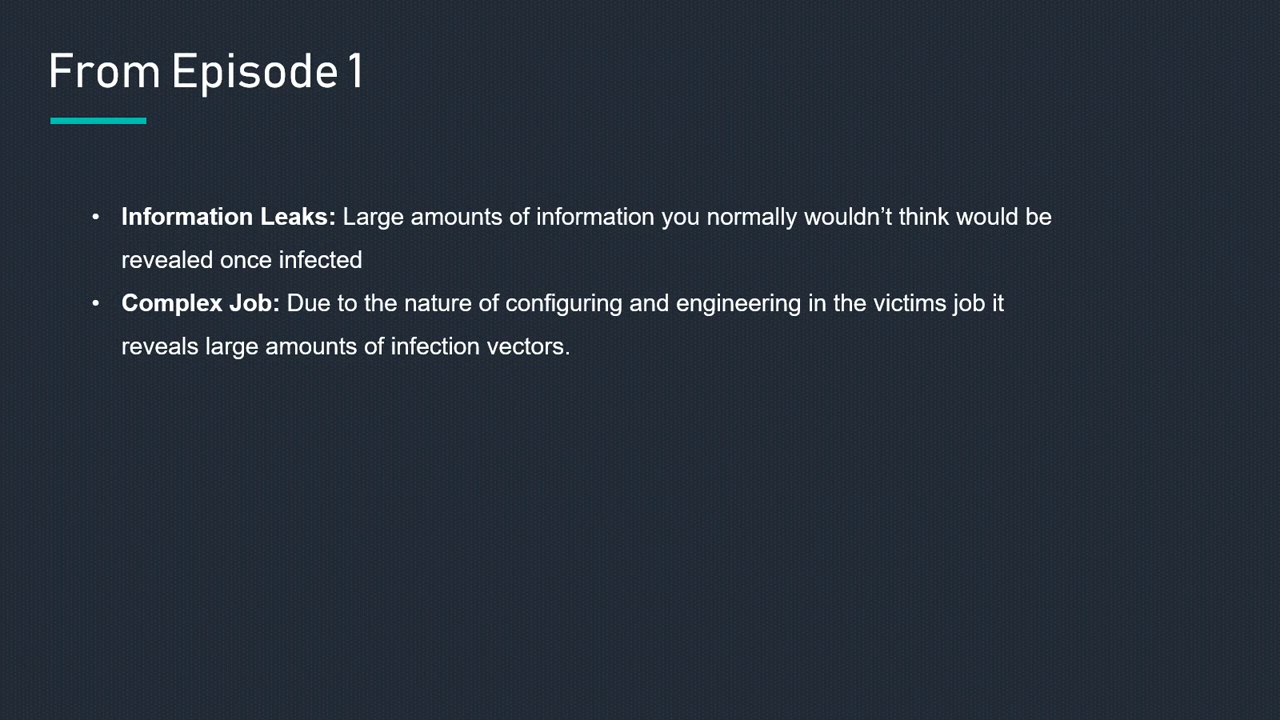 From Episode 1
• Information Leaks: Large amounts of information you normally wouldn’t think would be
revealed once infected
• Complex Job: Due to the nature of configuring and engineering in the victims job it
reveals large amounts of infection vectors.